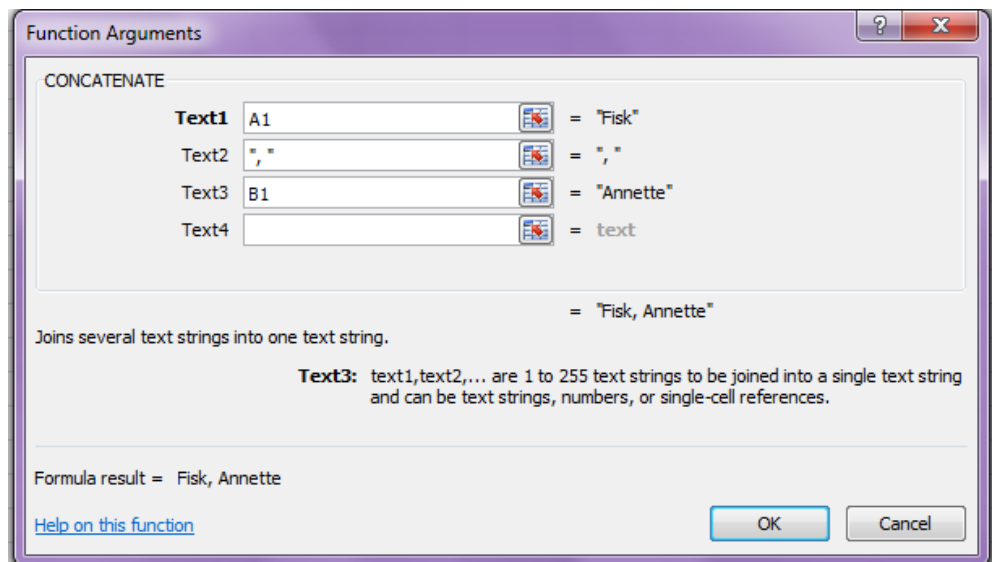 Function Arguments
?
X
CONCATENATE
Text1 A1 = "Fisk"
Text2 ", " = ", "
Text3 B1 = "Annette"
Text4 = text
= "Fisk, Annette"
Joins several text strings into one text string.
Text3: text1,text2,... are 1 to 255 text strings to be joined into a single text string
and can be text strings, numbers, or single-cell references.
Formula result = Fisk, Annette
Help on this function
OK
Cancel